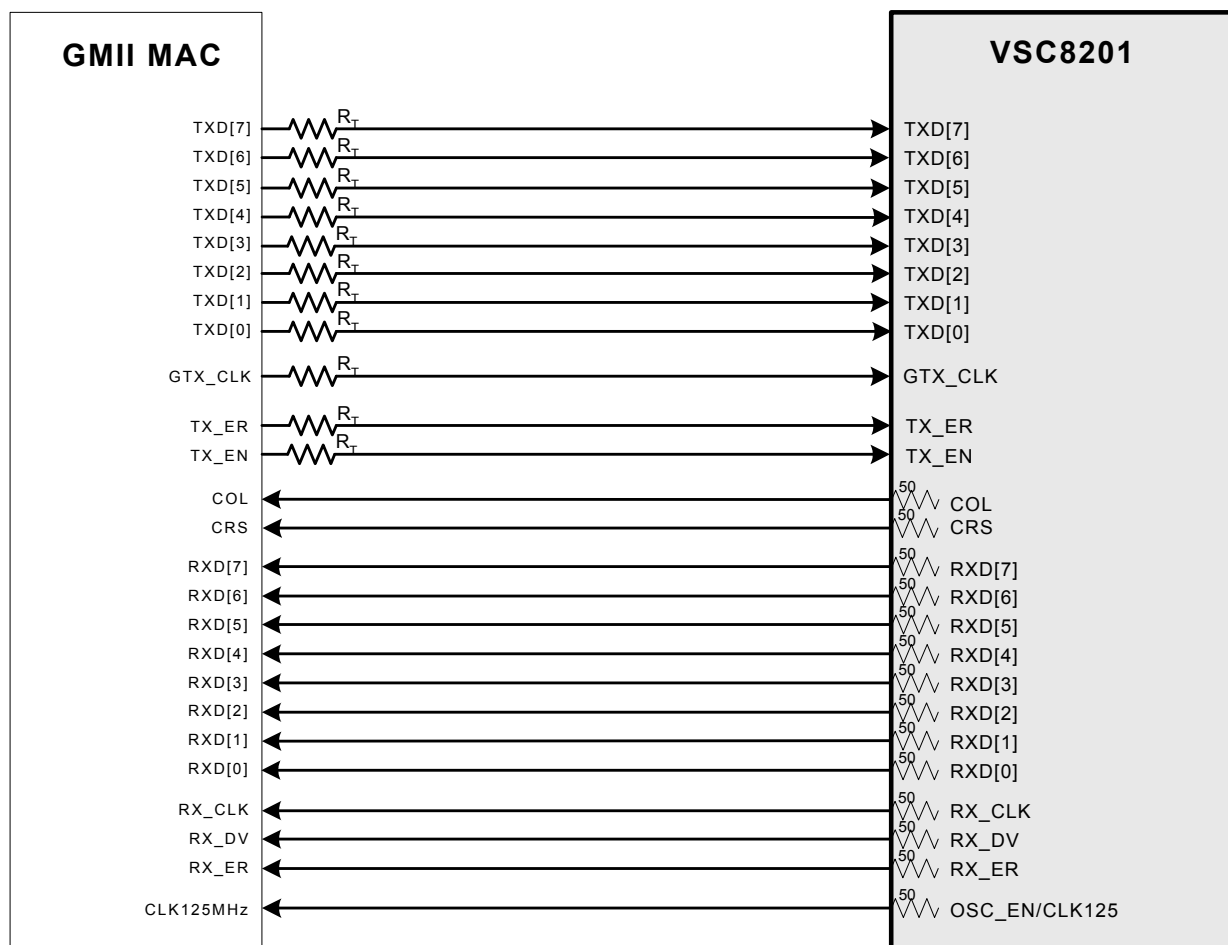 GMII MAC VSC8201
TXD[7] R_T TXD[7]
TXD[6] R_T TXD[6]
TXD[5] R_T TXD[5]
TXD[4] R_T TXD[4]
TXD[3] R_T TXD[3]
TXD[2] R_T TXD[2]
TXD[1] R_T TXD[1]
TXD[0] R_T TXD[0]
GTX_CLK R_T GTX_CLK
TX_ER R_T TX_ER
TX_EN R_T TX_EN
COL 50 COL
CRS 50 CRS
RXD[7] 50 RXD[7]
RXD[6] 50 RXD[6]
RXD[5] 50 RXD[5]
RXD[4] 50 RXD[4]
RXD[3] 50 RXD[3]
RXD[2] 50 RXD[2]
RXD[1] 50 RXD[1]
RXD[0] 50 RXD[0]
RX_CLK 50 RX_CLK
RX_DV 50 RX_DV
RX_ER 50 RX_ER
CLK125MHz 50 OSC_EN/CLK125